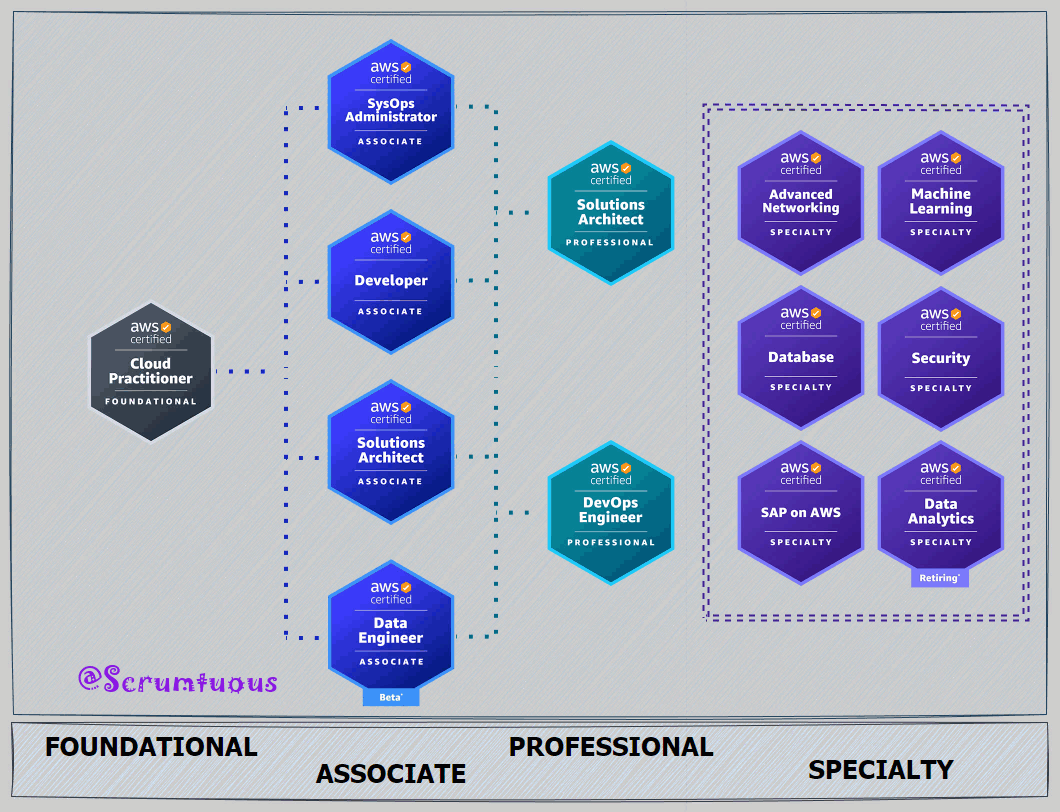 aws
certified
SysOps
Administrator
ASSOCIATE
aws
certified
Developer
ASSOCIATE
aws
certified
Cloud
Practitioner
FOUNDATIONAL
aws
certified
Solutions
Architect
ASSOCIATE
aws
certified
Data
Engineer
ASSOCIATE
Beta*
aws
certified
Solutions
Architect
PROFESSIONAL
aws
certified
DevOps
Engineer
PROFESSIONAL
aws
certified
Advanced
Networking
SPECIALTY
aws
certified
Machine
Learning
SPECIALTY
aws
certified
Database
SPECIALTY
aws
certified
Security
SPECIALTY
aws
certified
SAP on AWS
SPECIALTY
aws
certified
Data
Analytics
SPECIALTY
Retiring*
@Scrumtuous
FOUNDATIONAL
ASSOCIATE
PROFESSIONAL
SPECIALTY